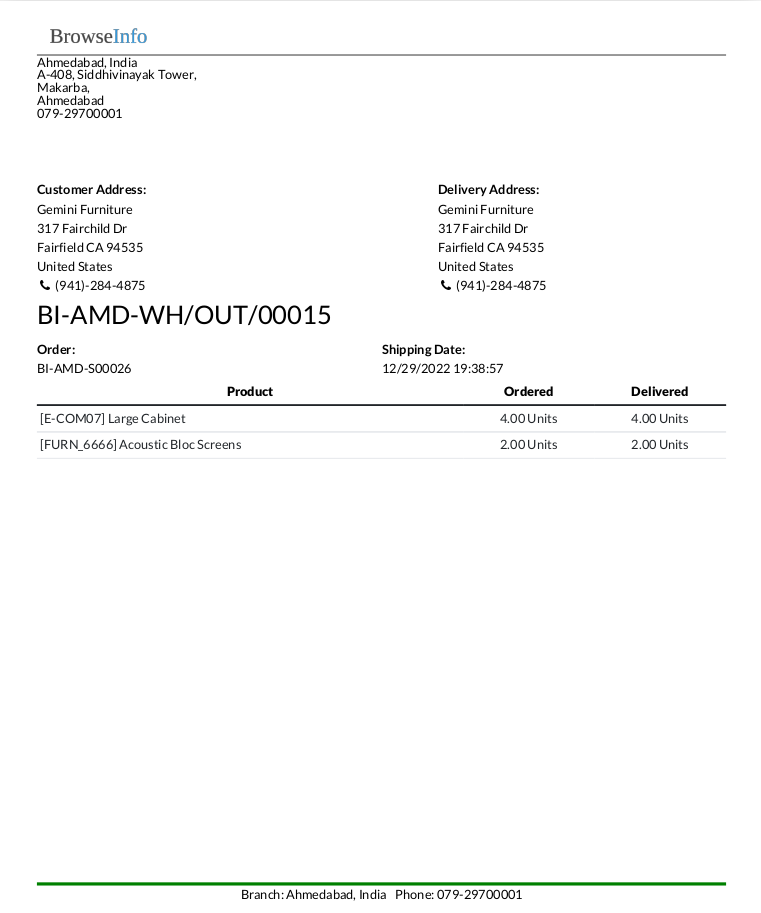 BrowseInfo
Ahmedabad, India
A-408, Siddhivinayak Tower,
Makarba,
Ahmedabad
079-29700001
Customer Address: Delivery Address:
Gemini Furniture Gemini Furniture
317 Fairchild Dr 317 Fairchild Dr
Fairfield CA 94535 Fairfield CA 94535
United States United States
(941)-284-4875 (941)-284-4875
BI-AMD-WH/OUT/00015
Order: Shipping Date:
BI-AMD-S00026 12/29/2022 19:38:57
Product Ordered Delivered
[E-COM07] Large Cabinet 4.00 Units 4.00 Units
[FURN_6666] Acoustic Bloc Screens 2.00 Units 2.00 Units
Branch: Ahmedabad, India Phone: 079-29700001